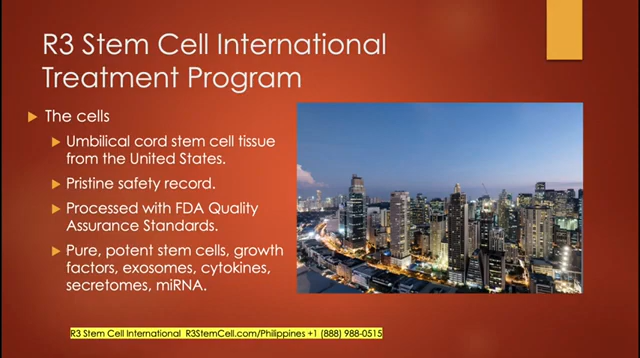 R3 Stem Cell International
Treatment Program
The cells
Umbilical cord stem cell tissue
from the United States.
Pristine safety record.
Processed with FDA Quality
Assurance Standards.
Pure, potent stem cells, growth
factors, exosomes, cytokines,
secretomes, miRNA.
R3 Stem Cell International R3StemCell.com/Philippines +1 (888) 988-0515